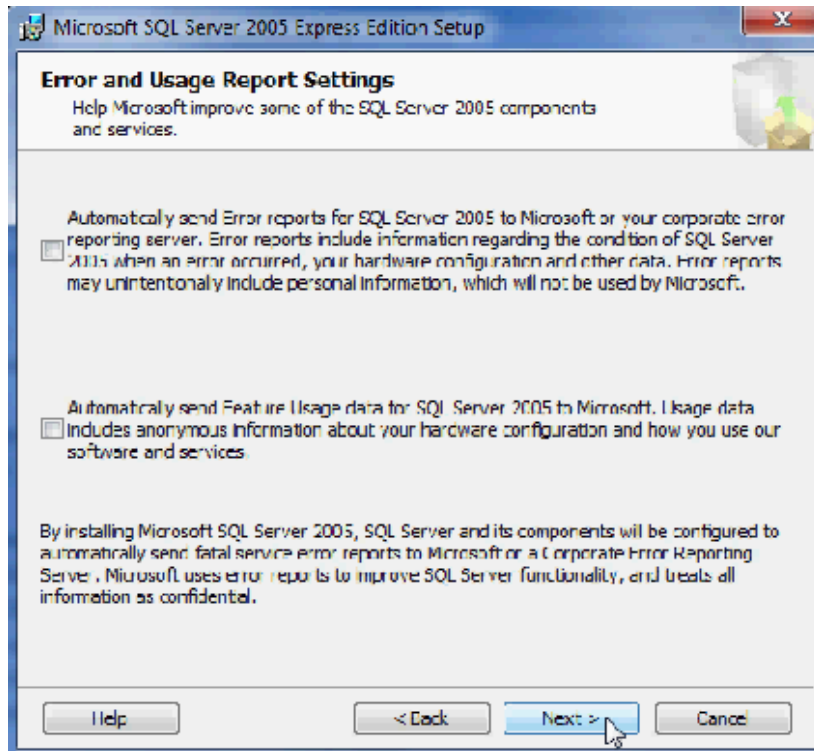 Microsoft SQL Server 2005 Express Edition Setup
x
Error and Usage Report Settings
Help Microsoft improve some of the SQL Server 2005 components
and services.
Automatically send Error reports for SQL Server 2005 to Microsoft or your corporate error
reporting server. Error reports include information regarding the condition of SQL Server
2005 when an error occurred, your hardware configuration and other data. Error reports
may unintentionally include personal information, which will not be used by Microsoft.
Automatically send Feature Usage data for SQL Server 2005 to Microsoft. Usage data
includes anonymous information about your hardware configuration and how you use our
software and services.
By installing Microsoft SQL Server 2005, SQL Server and its components will be configured to
automatically send fatal service error reports to Microsoft or a Corporate Error Reporting
Server. Microsoft uses error reports to improve SQL Server functionality, and treats all
information as confidential.
Help
< Back
Next >
Cancel